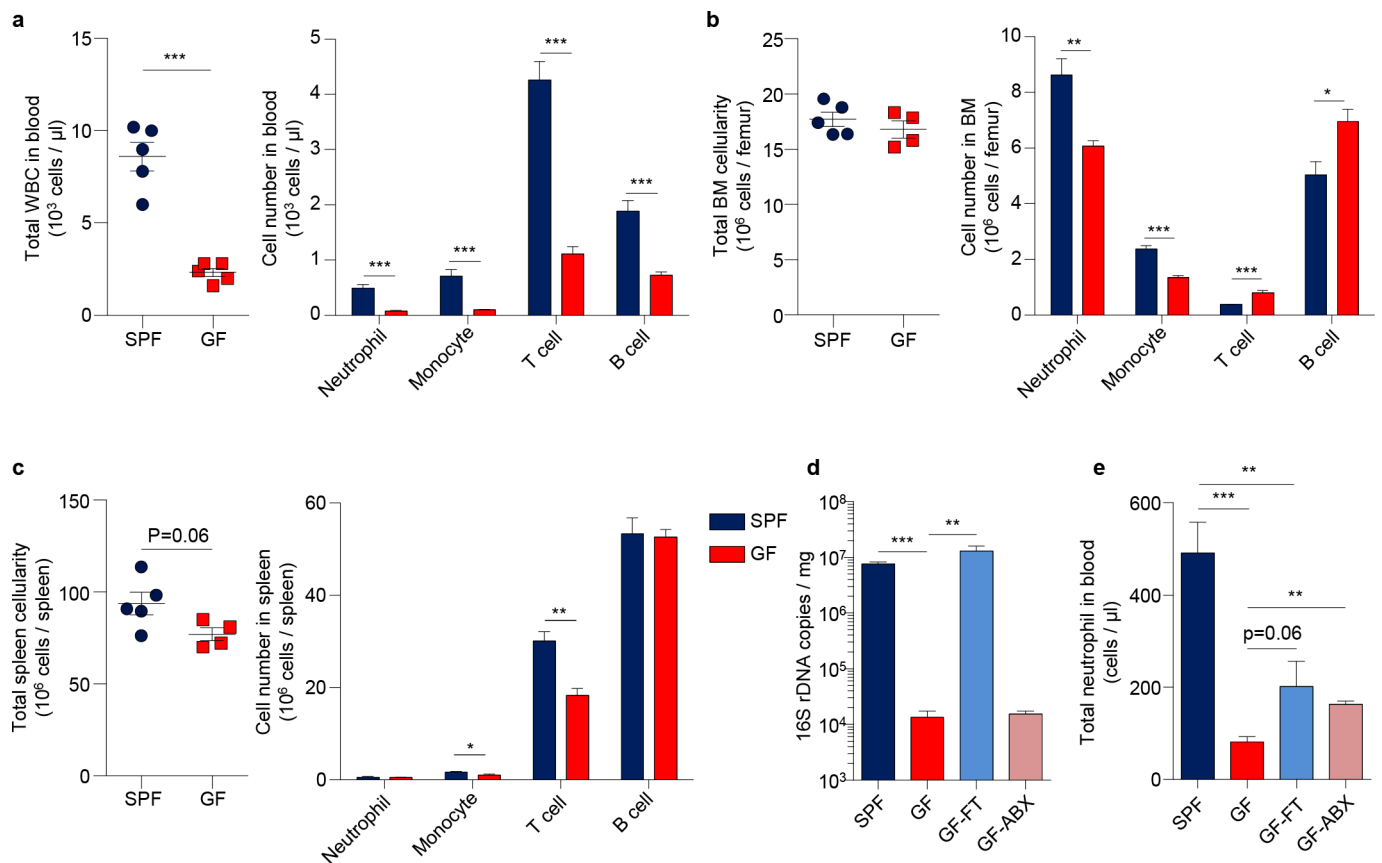 a
Total WBC in blood
(10³ cells / µl)
15
10
5
0
***
SPF
GF
Cell number in blood
(10³ cells / µl)
5
4
3
2
1
0
***
***
***
***
Neutrophil
Monocyte
T cell
B cell
b
Total BM cellularity
(10⁶ cells / femur)
25
20
15
10
5
0
SPF
GF
Cell number in BM
(10⁶ cells / femur)
10
8
6
4
2
0
**
***
***
*
Neutrophil
Monocyte
T cell
B cell
c
Total spleen cellularity
(10⁶ cells / spleen)
150
100
50
0
P=0.06
SPF
GF
Cell number in spleen
(10⁶ cells / spleen)
60
40
20
0
*
**
Neutrophil
Monocyte
T cell
B cell
SPF
GF
d
16S rDNA copies / mg
10⁸
10⁷
10⁶
10⁵
10⁴
10³
***
**
SPF
GF
GF-FT
GF-ABX
e
Total neutrophil in blood
(cells / µl)
600
400
200
0
**
***
**
p=0.06
SPF
GF
GF-FT
GF-ABX